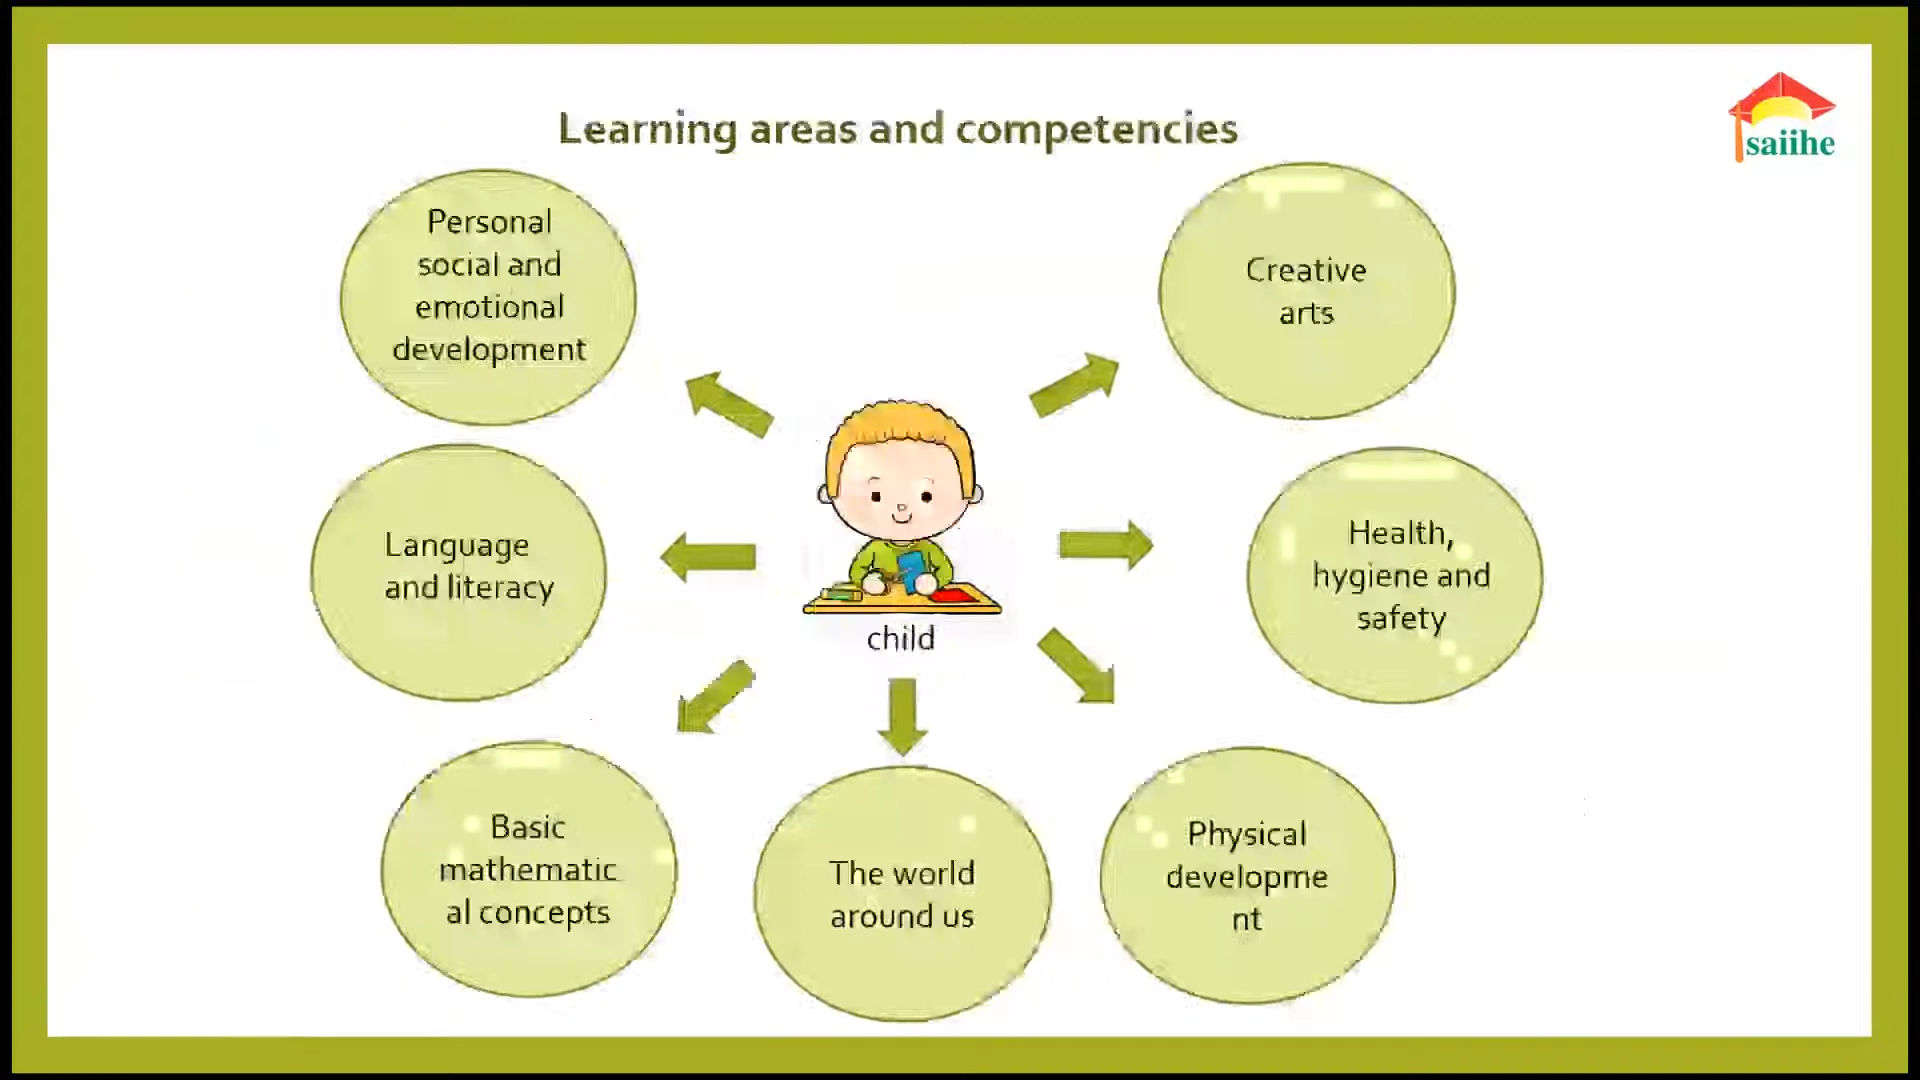 Learning areas and competencies
saiihe
Personal
social and
emotional
development
Creative
arts
Language
and literacy
Health,
hygiene and
safety
child
Basic
mathematic
al concepts
The world
around us
Physical
developme
nt